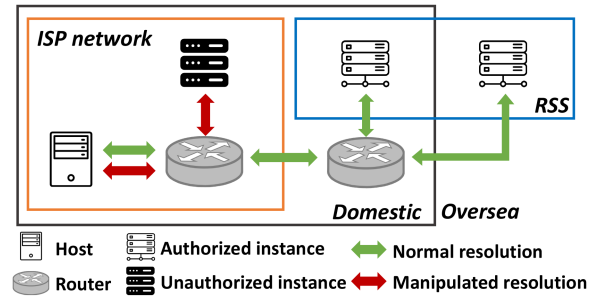 ISP network
RSS
Domestic Oversea
Host Authorized instance Normal resolution
Router Unauthorized instance Manipulated resolution